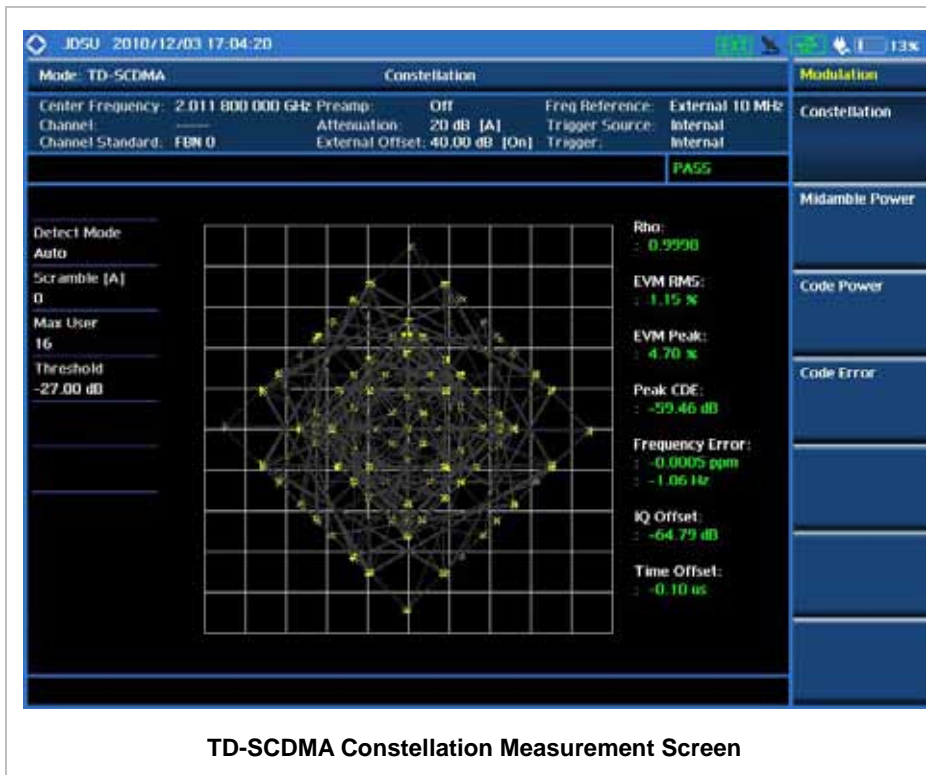 JDSU 2010/12/03 17:04:20
EXT 13%
Mode: TD-SCDMA Constellation
Modulation
Center Frequency: 2.011 800 000 GHz Preamp: Off Freq Reference: External 10 MHz
Channel: ----- Attenuation: 20 dB [A] Trigger Source: Internal
Channel Standard: FBN 0 External Offset: 40.00 dB [On] Trigger: Internal
PASS
Detect Mode
Auto
Scramble [A]
0
Max User
16
Threshold
-27.00 dB
Rho:
: 0.9998
EVM RMS:
: 1.15 %
EVM Peak:
: 4.70 %
Peak CDE:
: -59.46 dB
Frequency Error:
: -0.0005 ppm
: -1.06 Hz
IQ Offset:
: -64.79 dB
Time Offset:
: -0.10 us
Constellation
Midamble Power
Code Power
Code Error
TD-SCDMA Constellation Measurement Screen